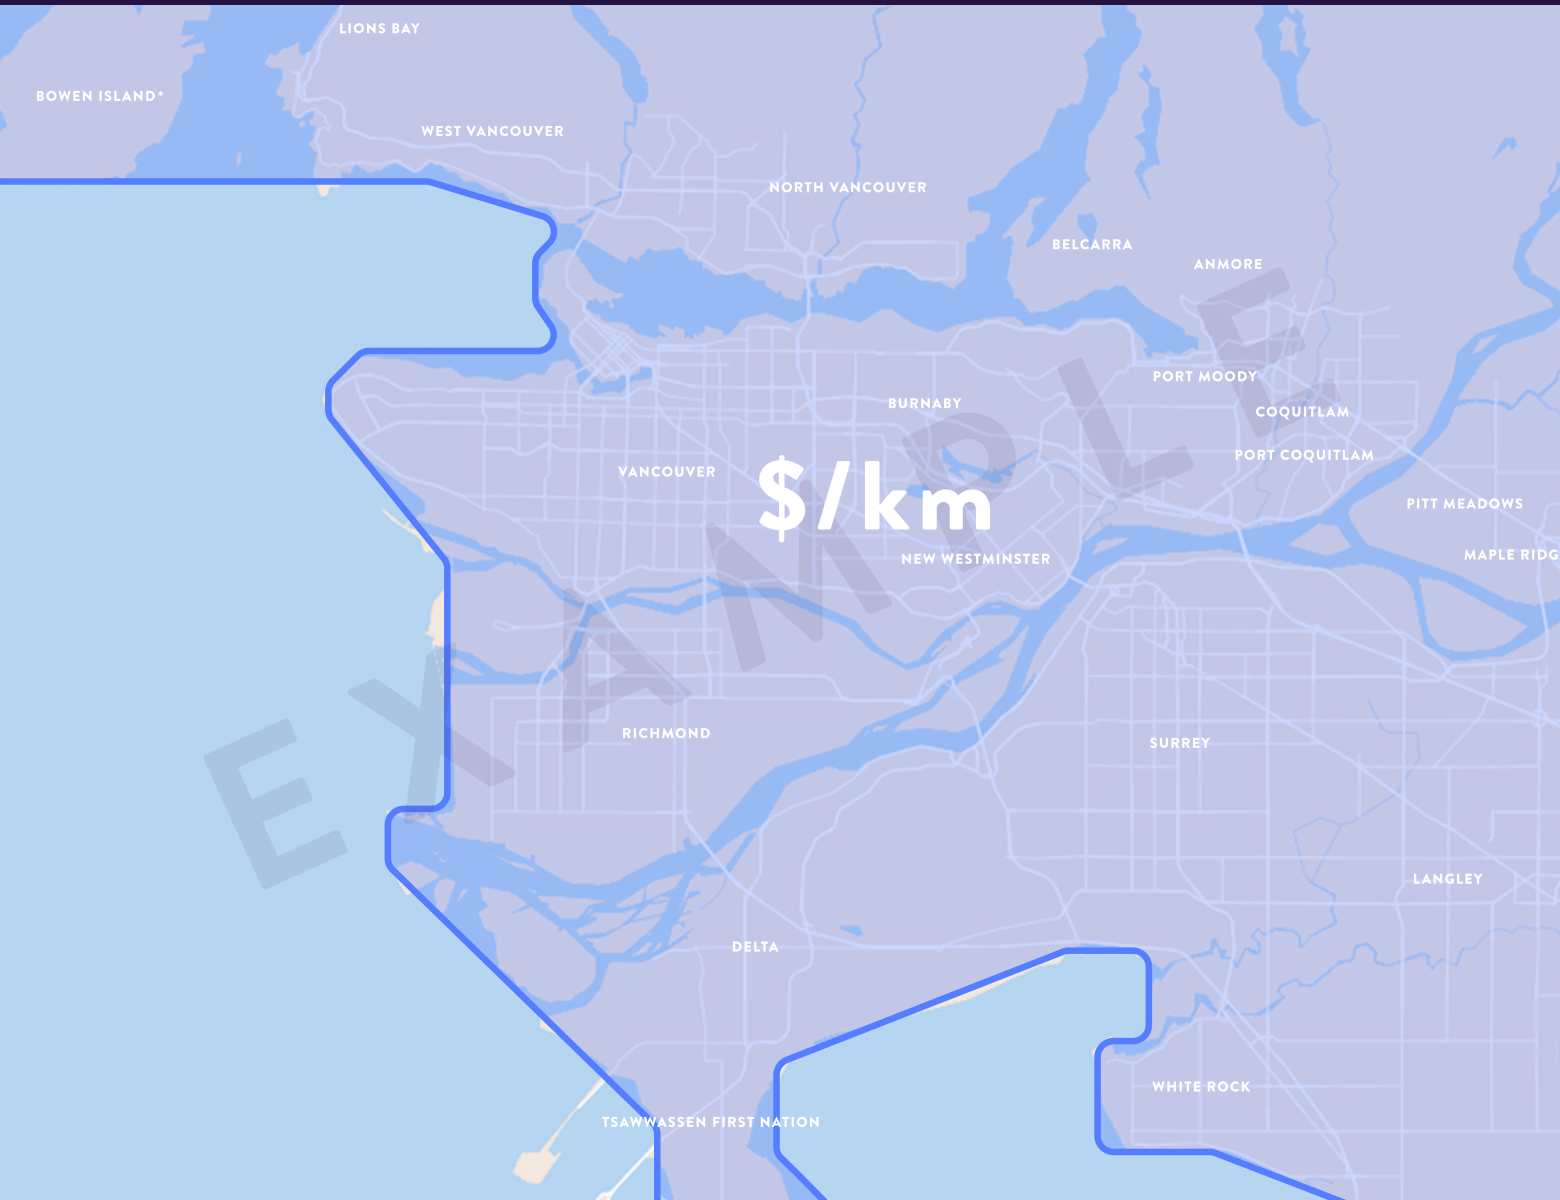 LIONS BAY
BOWEN ISLAND*
WEST VANCOUVER
NORTH VANCOUVER
BELCARRA
ANMORE
PORT MOODY
BURNABY
COQUITLAM
PORT COQUITLAM
VANCOUVER
$/km
PITT MEADOWS
MAPLE RIDG
NEW WESTMINSTER
EXAMPLE
RICHMOND
SURREY
LANGLEY
DELTA
WHITE ROCK
TSAWWASSEN FIRST NATION